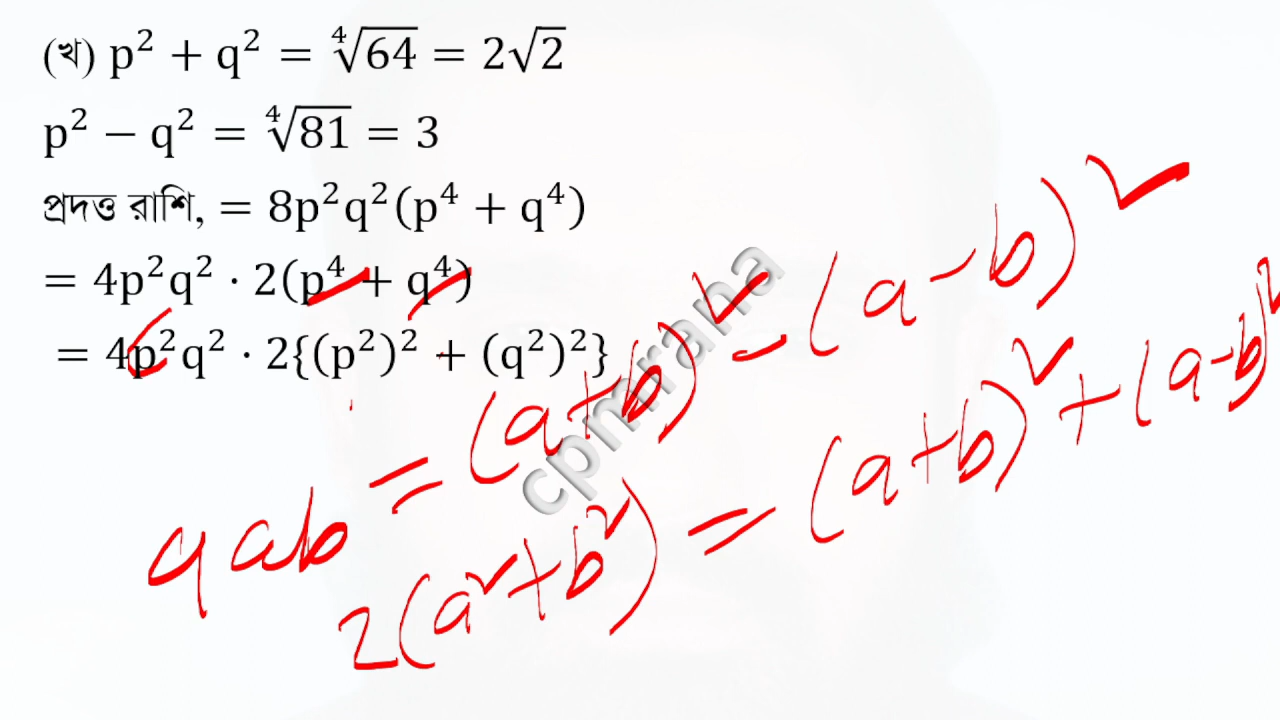 (খ) p² + q² = ∜64 = 2√2
p² − q² = ∜81 = 3
প্রদত্ত রাশি, = 8p²q²(p⁴ + q⁴)
= 4p²q² · 2(p⁴ + q⁴)
= 4p²q² · 2{(p²)² + (q²)²}
4ab = (a+b)² − (a−b)²
2(a²+b²) = (a+b)² + (a−b)²
cpmrana